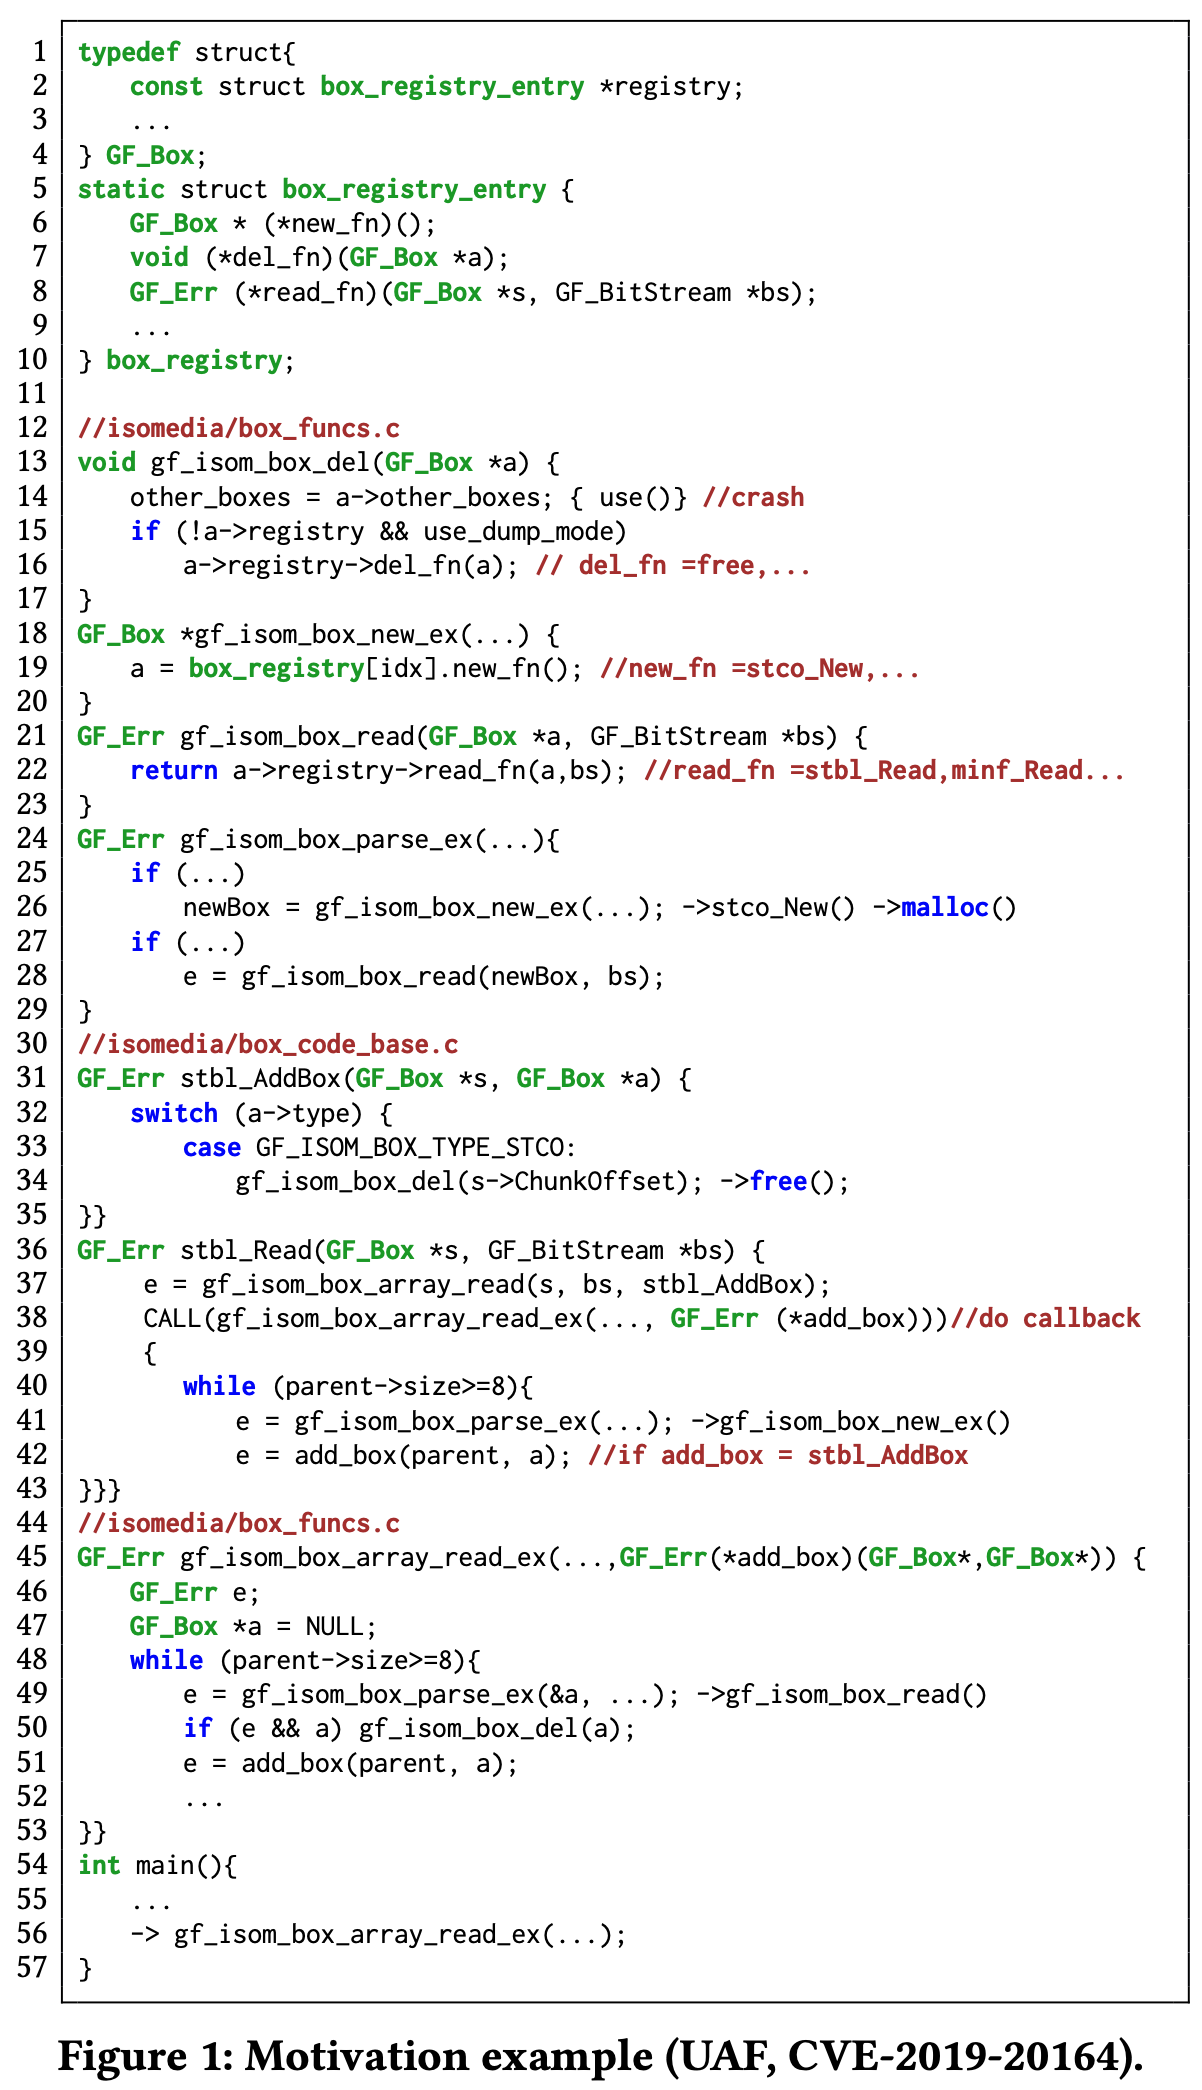 1 typedef struct{
2 const struct box_registry_entry *registry;
3 ...
4 } GF_Box;
5 static struct box_registry_entry {
6 GF_Box * (*new_fn)();
7 void (*del_fn)(GF_Box *a);
8 GF_Err (*read_fn)(GF_Box *s, GF_BitStream *bs);
9 ...
10 } box_registry;
11
12 //isomedia/box_funcs.c
13 void gf_isom_box_del(GF_Box *a) {
14 other_boxes = a->other_boxes; { use()} //crash
15 if (!a->registry && use_dump_mode)
16 a->registry->del_fn(a); // del_fn =free,...
17 }
18 GF_Box *gf_isom_box_new_ex(...) {
19 a = box_registry[idx].new_fn(); //new_fn =stco_New,...
20 }
21 GF_Err gf_isom_box_read(GF_Box *a, GF_BitStream *bs) {
22 return a->registry->read_fn(a,bs); //read_fn =stbl_Read,minf_Read...
23 }
24 GF_Err gf_isom_box_parse_ex(...){
25 if (...)
26 newBox = gf_isom_box_new_ex(...); ->stco_New() ->malloc()
27 if (...)
28 e = gf_isom_box_read(newBox, bs);
29 }
30 //isomedia/box_code_base.c
31 GF_Err stbl_AddBox(GF_Box *s, GF_Box *a) {
32 switch (a->type) {
33 case GF_ISOM_BOX_TYPE_STCO:
34 gf_isom_box_del(s->ChunkOffset); ->free();
35 }}
36 GF_Err stbl_Read(GF_Box *s, GF_BitStream *bs) {
37 e = gf_isom_box_array_read(s, bs, stbl_AddBox);
38 CALL(gf_isom_box_array_read_ex(..., GF_Err (*add_box)))//do callback
39 {
40 while (parent->size>=8){
41 e = gf_isom_box_parse_ex(...); ->gf_isom_box_new_ex()
42 e = add_box(parent, a); //if add_box = stbl_AddBox
43 }}}
44 //isomedia/box_funcs.c
45 GF_Err gf_isom_box_array_read_ex(...,GF_Err(*add_box)(GF_Box*,GF_Box*)) {
46 GF_Err e;
47 GF_Box *a = NULL;
48 while (parent->size>=8){
49 e = gf_isom_box_parse_ex(&a, ...); ->gf_isom_box_read()
50 if (e && a) gf_isom_box_del(a);
51 e = add_box(parent, a);
52 ...
53 }}
54 int main(){
55 ...
56 -> gf_isom_box_array_read_ex(...);
57 }
Figure 1: Motivation example (UAF, CVE-2019-20164).